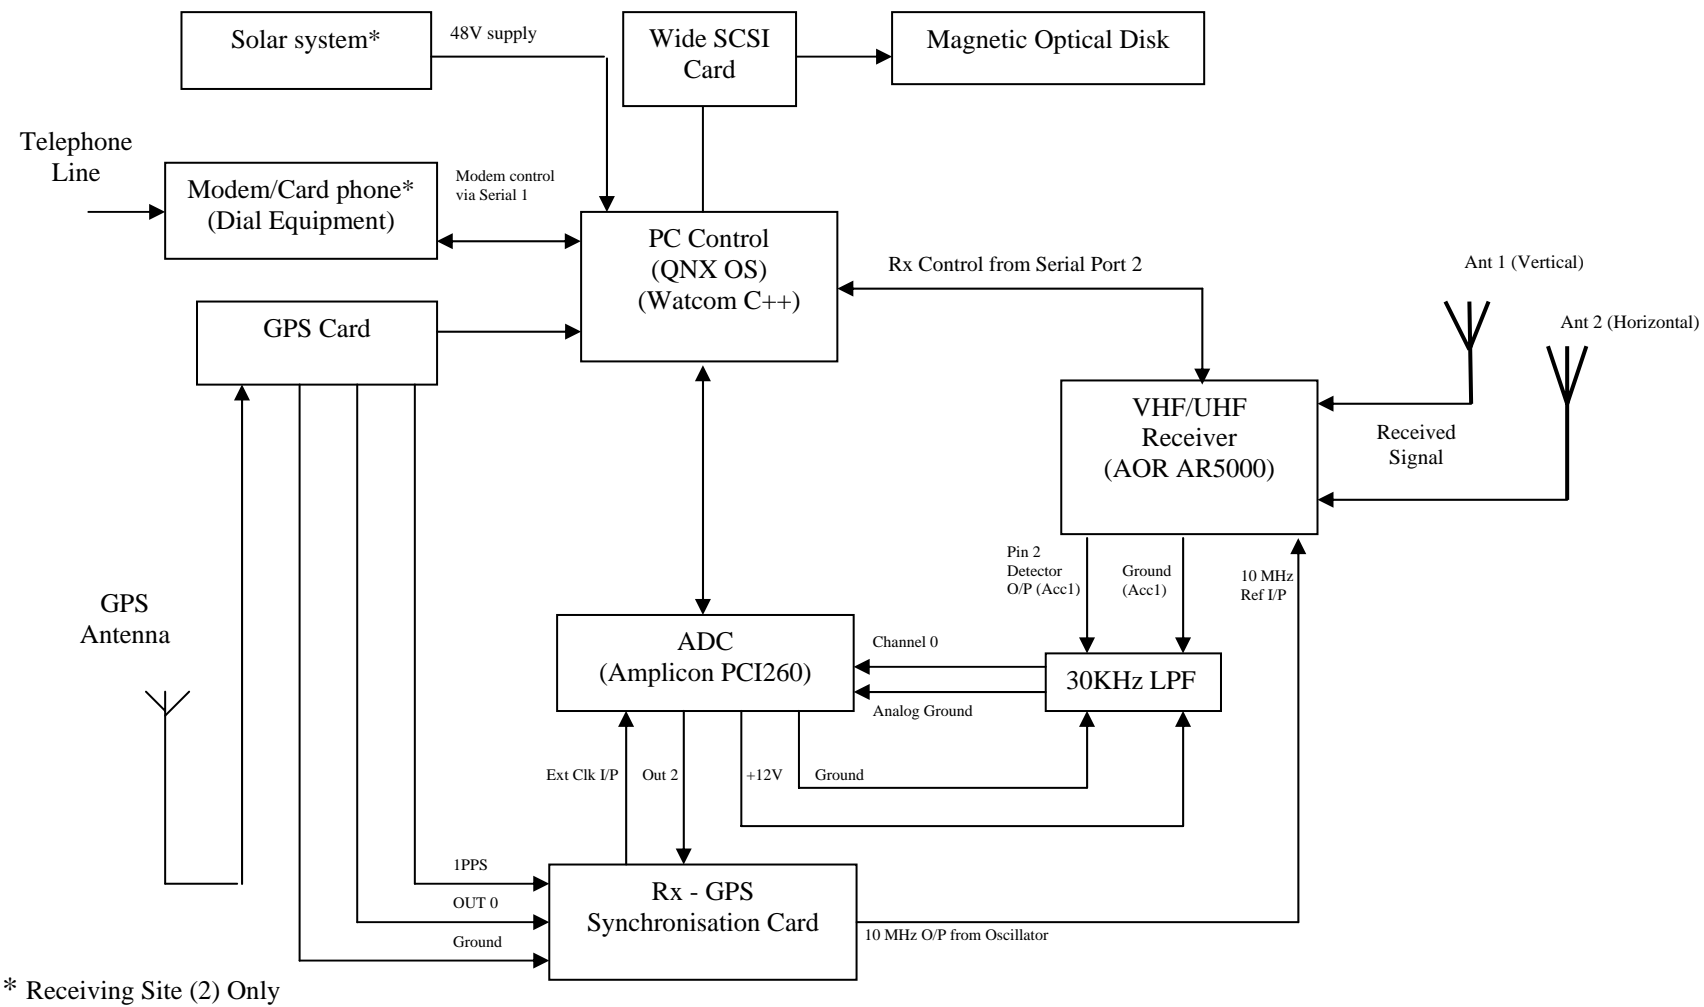 Solar system*
48V supply
Wide SCSI
Card
Magnetic Optical Disk
Telephone
Line
Modem/Card phone*
(Dial Equipment)
Modem control
via Serial 1
PC Control
(QNX OS)
(Watcom C++)
Rx Control from Serial Port 2
Ant 1 (Vertical)
Ant 2 (Horizontal)
GPS Card
VHF/UHF
Receiver
(AOR AR5000)
Received
Signal
Pin 2
Detector
O/P (Acc1)
Ground
(Acc1)
10 MHz
Ref I/P
GPS
Antenna
ADC
(Amplicon PCI260)
Channel 0
Analog Ground
30KHz LPF
Ext Clk I/P
Out 2
+12V
Ground
1PPS
OUT 0
Ground
Rx - GPS
Synchronisation Card
10 MHz O/P from Oscillator
* Receiving Site (2) Only